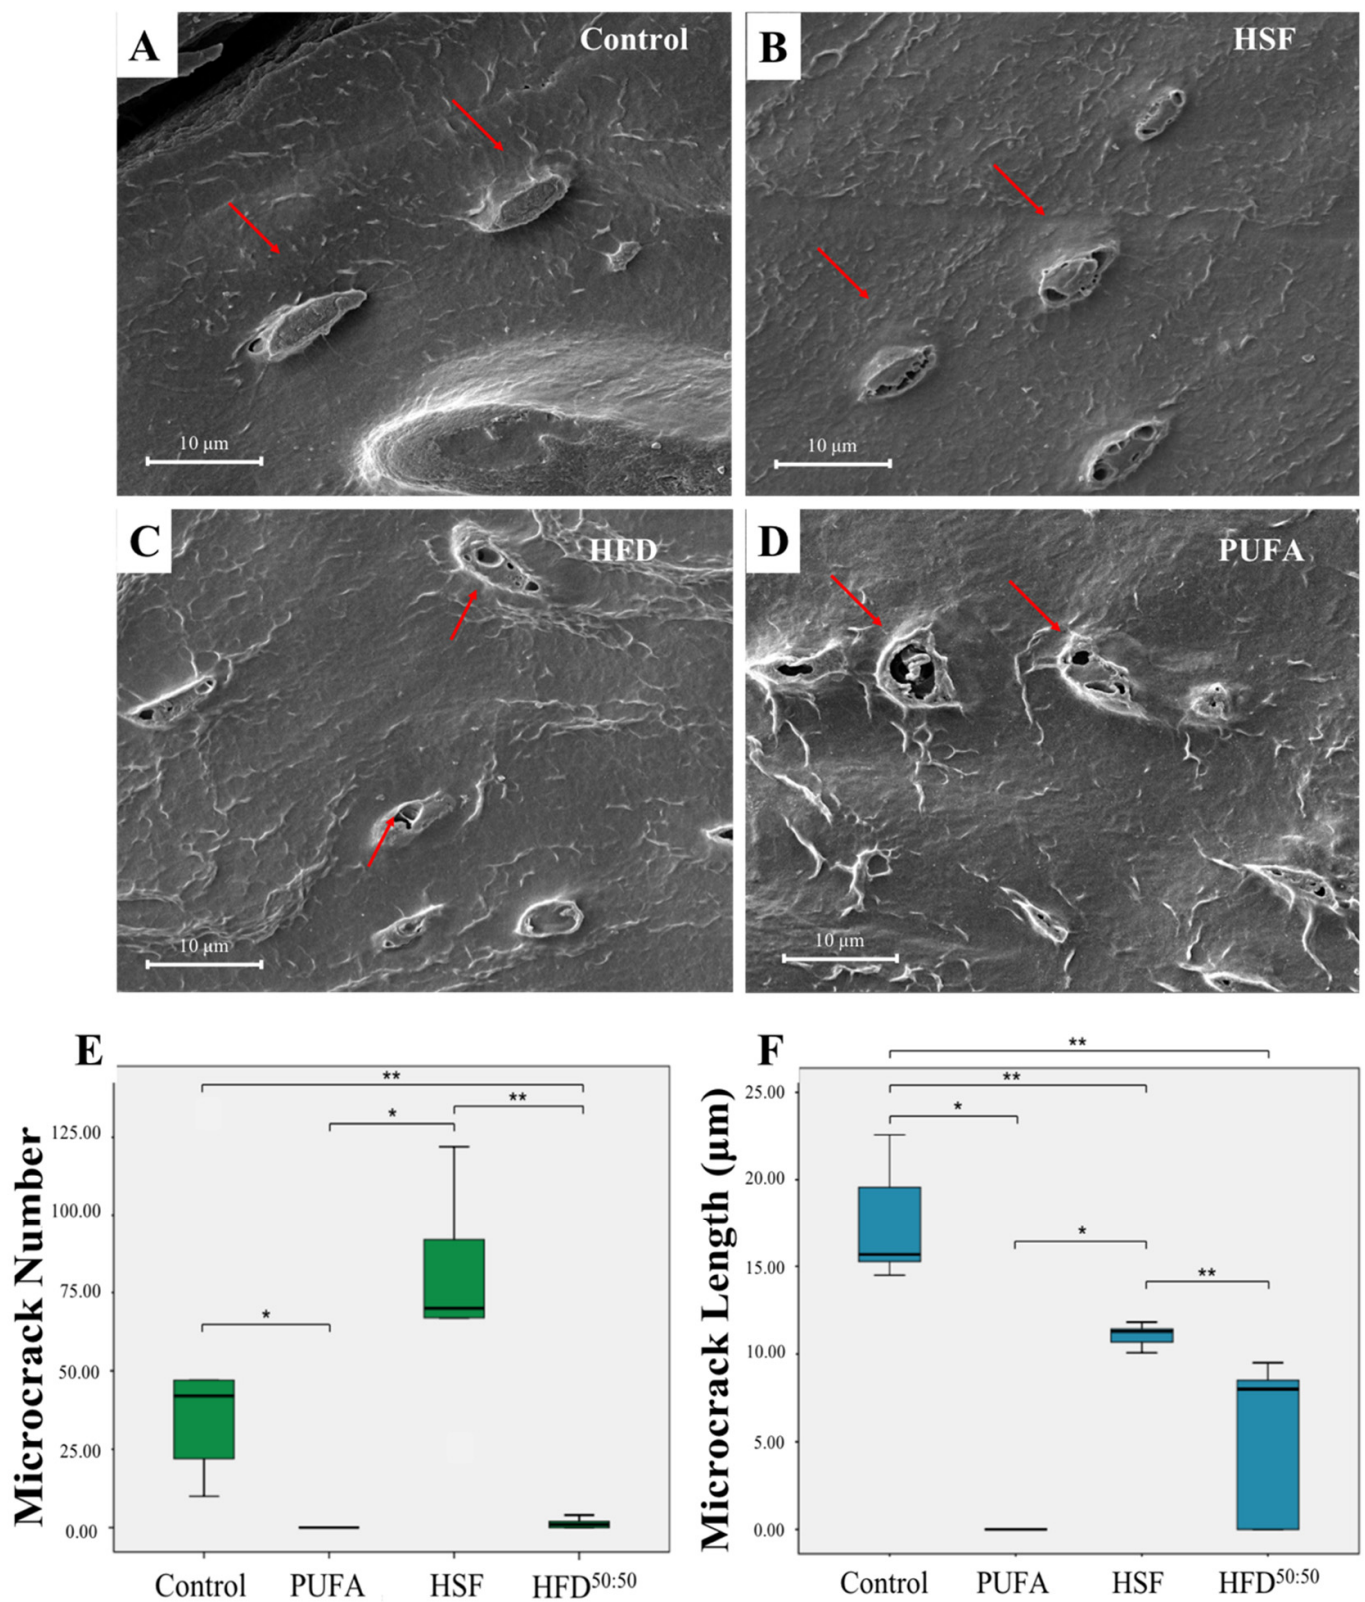 A
Control
B
HSF
10 μm
10 μm
C
HFD
D
PUFA
10 μm
10 μm
E
F
**
**
*
*
Microcrack Number
125.00
100.00
75.00
50.00
25.00
0.00
Control
PUFA
HSF
HFD50:50
**
**
*
*
**
Microcrack Length (μm)
25.00
20.00
15.00
10.00
5.00
0.00
Control
PUFA
HSF
HFD50:50